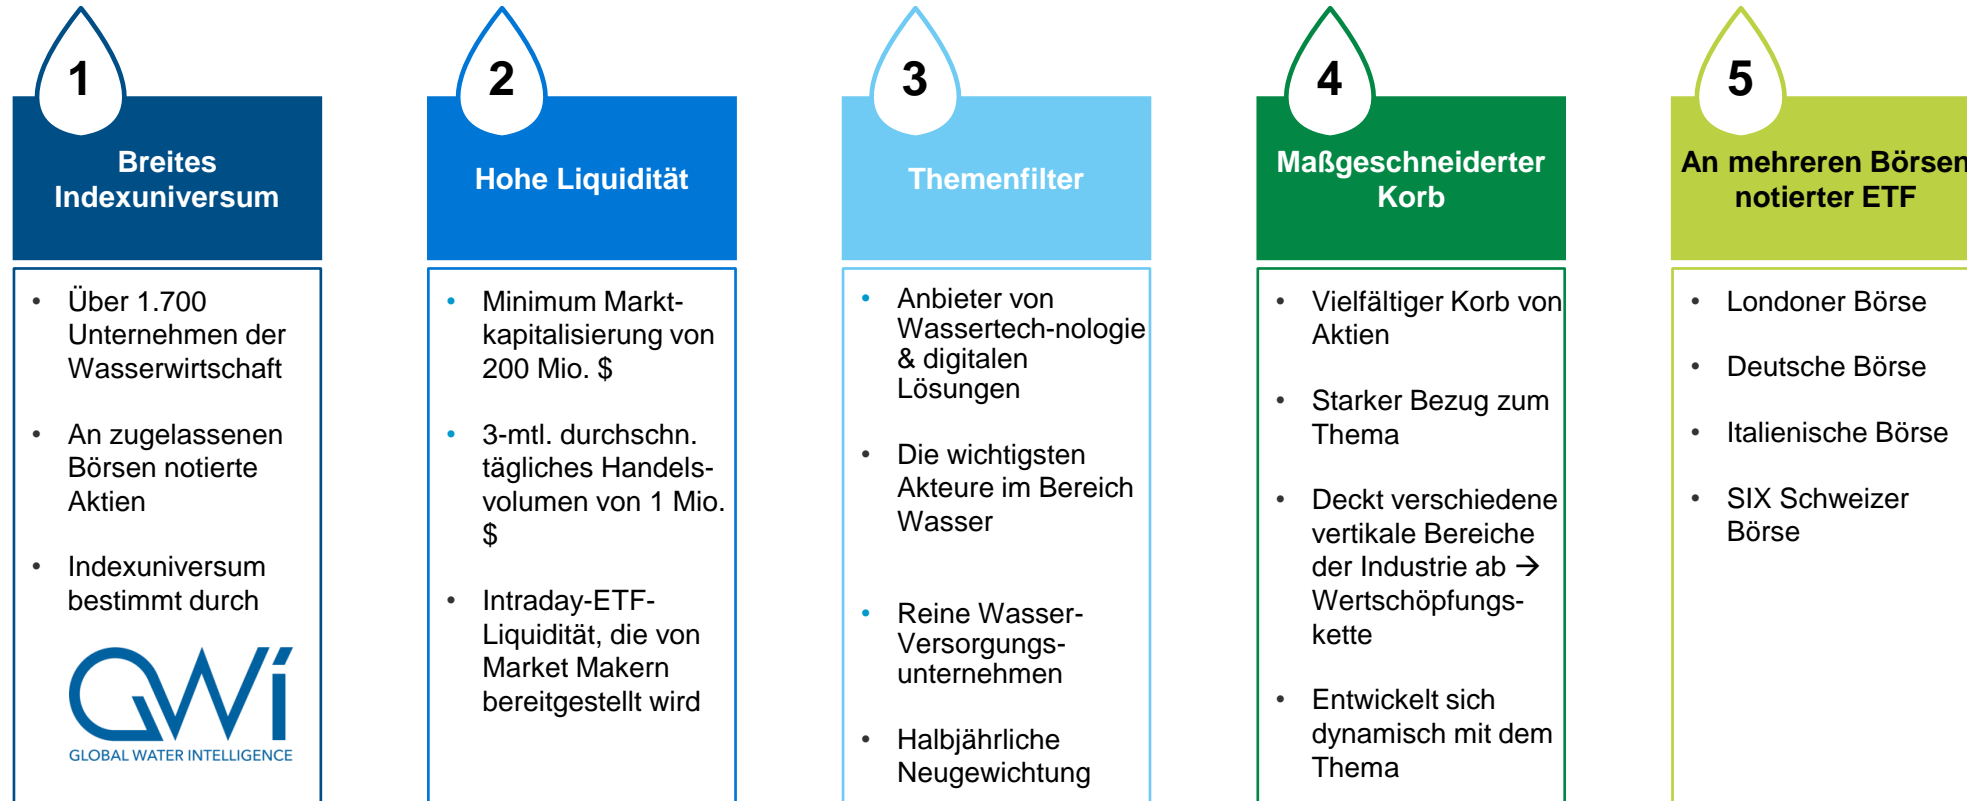 1
Breites
Indexuniversum
• Über 1.700
Unternehmen der
Wasserwirtschaft
• An zugelassenen
Börsen notierte
Aktien
• Indexuniversum
bestimmt durch
GWi
GLOBAL WATER INTELLIGENCE
2
Hohe Liquidität
• Minimum Markt-
kapitalisierung von
200 Mio. $
• 3-mtl. durchschn.
tägliches Handels-
volumen von 1 Mio.
$
• Intraday-ETF-
Liquidität, die von
Market Makern
bereitgestellt wird
3
Themenfilter
• Anbieter von
Wassertech-nologie
& digitalen
Lösungen
• Die wichtigsten
Akteure im Bereich
Wasser
• Reine Wasser-
Versorgungs-
unternehmen
• Halbjährliche
Neugewichtung
4
Maßgeschneiderter
Korb
• Vielfältiger Korb von
Aktien
• Starker Bezug zum
Thema
• Deckt verschiedene
vertikale Bereiche
der Industrie ab →
Wertschöpfungs-
kette
• Entwickelt sich
dynamisch mit dem
Thema
5
An mehreren Börsen
notierter ETF
• Londoner Börse
• Deutsche Börse
• Italienische Börse
• SIX Schweizer
Börse